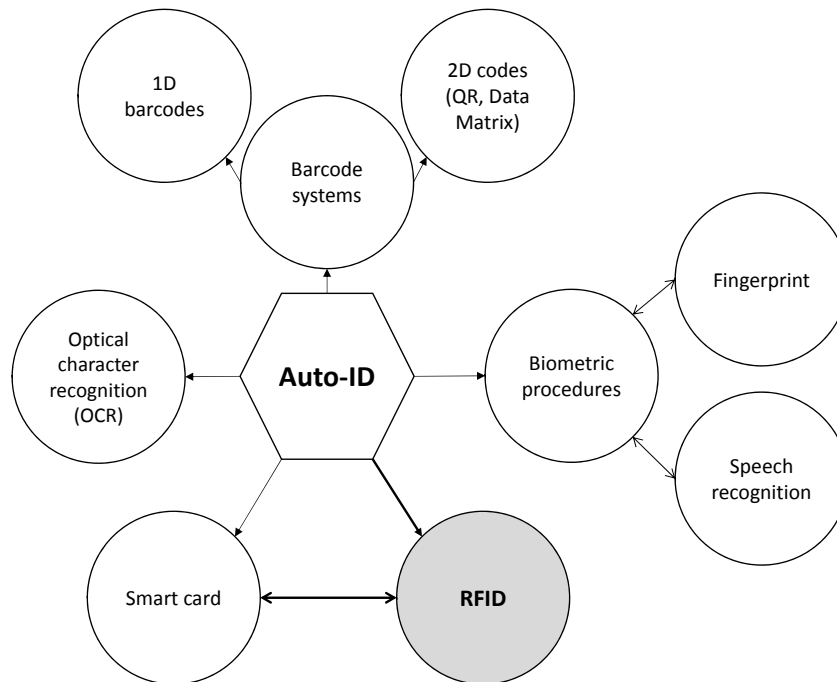 1D
barcodes
2D codes
(QR, Data
Matrix)
Barcode
systems
Fingerprint
Optical
character
recognition
(OCR)
Auto-ID
Biometric
procedures
Speech
recognition
Smart card
RFID